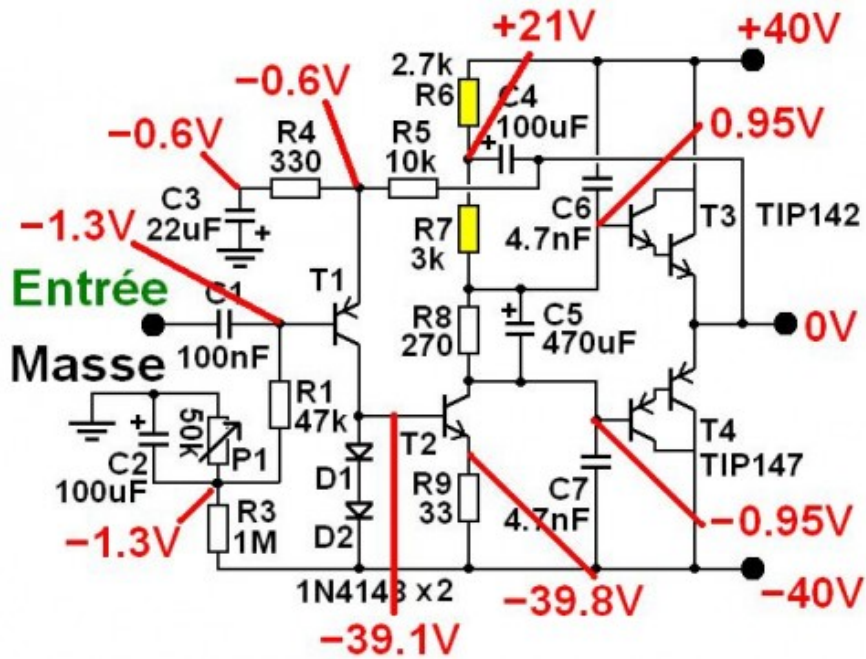 +21V
+40V
2.7k
R6
C4
100uF
−0.6V
−0.6V
R4
330
R5
10k
0.95V
C3
22uF
+
+
−1.3V
R7
3k
C6
4.7nF
T3
TIP142
T1
Entrée
C1
100nF
R8
270
+
C5
470uF
0V
Masse
+
50k
P1
R1
47k
T2
T4
TIP147
C2
100uF
D1
R9
33
C7
4.7nF
−1.3V
R3
1M
D2
−0.95V
1N4148 x2
−39.8V
−40V
−39.1V